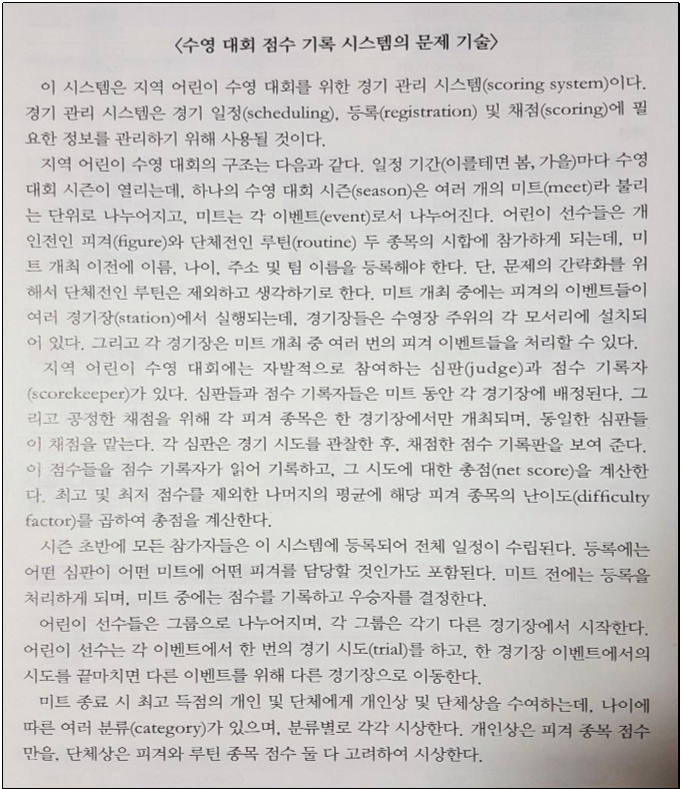 <수영 대회 점수 기록 시스템의 문제 기술>
이 시스템은 지역 어린이 수영 대회를 위한 경기 관리 시스템(scoring system)이다.
경기 관리 시스템은 경기 일정(scheduling), 등록(registration) 및 채점(scoring)에 필
요한 정보를 관리하기 위해 사용될 것이다.
지역 어린이 수영 대회의 구조는 다음과 같다. 일정 기간(이를테면 봄, 가을)마다 수영
대회 시즌이 열리는데, 하나의 수영 대회 시즌(season)은 여러 개의 미트(meet)라 불리
는 단위로 나누어지고, 미트는 각 이벤트(event)로서 나누어진다. 어린이 선수들은 개
인전인 피겨(figure)와 단체전인 루틴(routine) 두 종목의 시합에 참가하게 되는데, 미
트 개최 이전에 이름, 나이, 주소 및 팀 이름을 등록해야 한다. 단, 문제의 간략화를 위
해서 단체전인 루틴은 제외하고 생각하기로 한다. 미트 개최 중에는 피겨의 이벤트들이
여러 경기장(station)에서 실행되는데, 경기장들은 수영장 주위의 각 모서리에 설치되
어 있다. 그리고 각 경기장은 미트 개최 중 여러 번의 피겨 이벤트들을 처리할 수 있다.
지역 어린이 수영 대회에는 자발적으로 참여하는 심판(judge)과 점수 기록자
(scorekeeper)가 있다. 심판들과 점수 기록자들은 미트 동안 각 경기장에 배정된다. 그
리고 공정한 채점을 위해 각 피겨 종목은 한 경기장에서만 개최되며, 동일한 심판들
이 채점을 맡는다. 각 심판은 경기 시도를 관찰한 후, 채점한 점수 기록판을 보여 준다.
이 점수들을 점수 기록자가 읽어 기록하고, 그 시도에 대한 총점(net score)을 계산한
다. 최고 및 최저 점수를 제외한 나머지의 평균에 해당 피겨 종목의 난이도(difficulty
factor)를 곱하여 총점을 계산한다.
시즌 초반에 모든 참가자들은 이 시스템에 등록되어 전체 일정이 수립된다. 등록에는
어떤 심판이 어떤 미트에 어떤 피겨를 담당할 것인가도 포함된다. 미트 전에는 등록을
처리하게 되며, 미트 중에는 점수를 기록하고 우승자를 결정한다.
어린이 선수들은 그룹으로 나누어지며, 각 그룹은 각기 다른 경기장에서 시작한다.
어린이 선수는 각 이벤트에서 한 번의 경기 시도(trial)를 하고, 한 경기장 이벤트에서의
시도를 끝마치면 다른 이벤트를 위해 다른 경기장으로 이동한다.
미트 종료 시 최고 득점의 개인 및 단체에게 개인상 및 단체상을 수여하는데, 나이에
따른 여러 분류(category)가 있으며, 분류별로 각각 시상한다. 개인상은 피겨 종목 점수
만을, 단체상은 피겨와 루틴 종목 점수 둘 다 고려하여 시상한다.